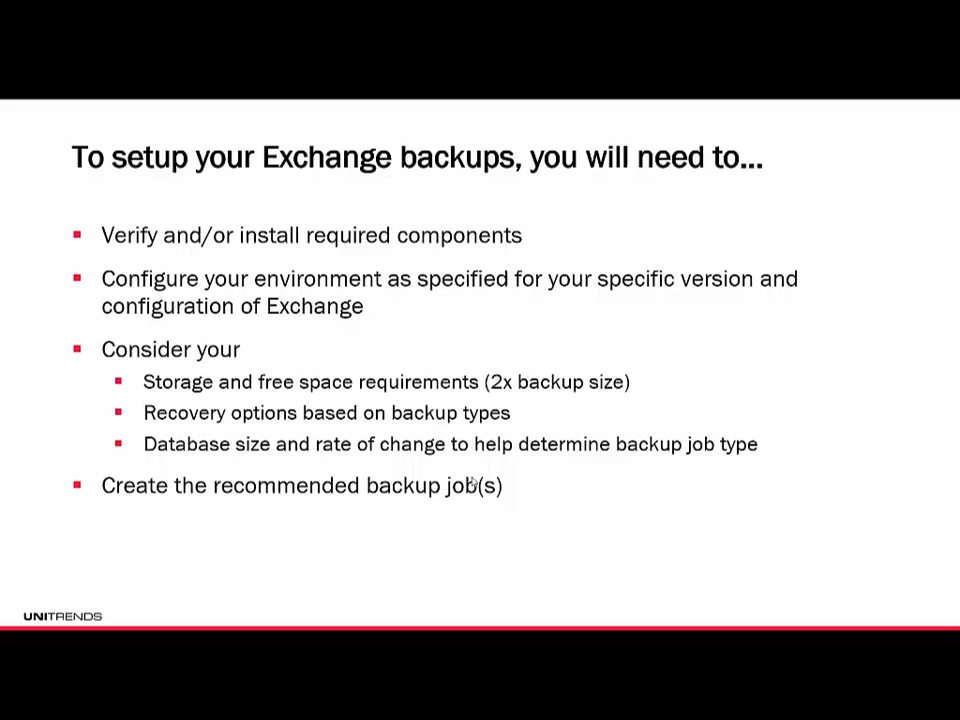 To setup your Exchange backups, you will need to...
Verify and/or install required components
Configure your environment as specified for your specific version and
configuration of Exchange
Consider your
Storage and free space requirements (2x backup size)
Recovery options based on backup types
Database size and rate of change to help determine backup job type
Create the recommended backup job(s)
UNITRENDS